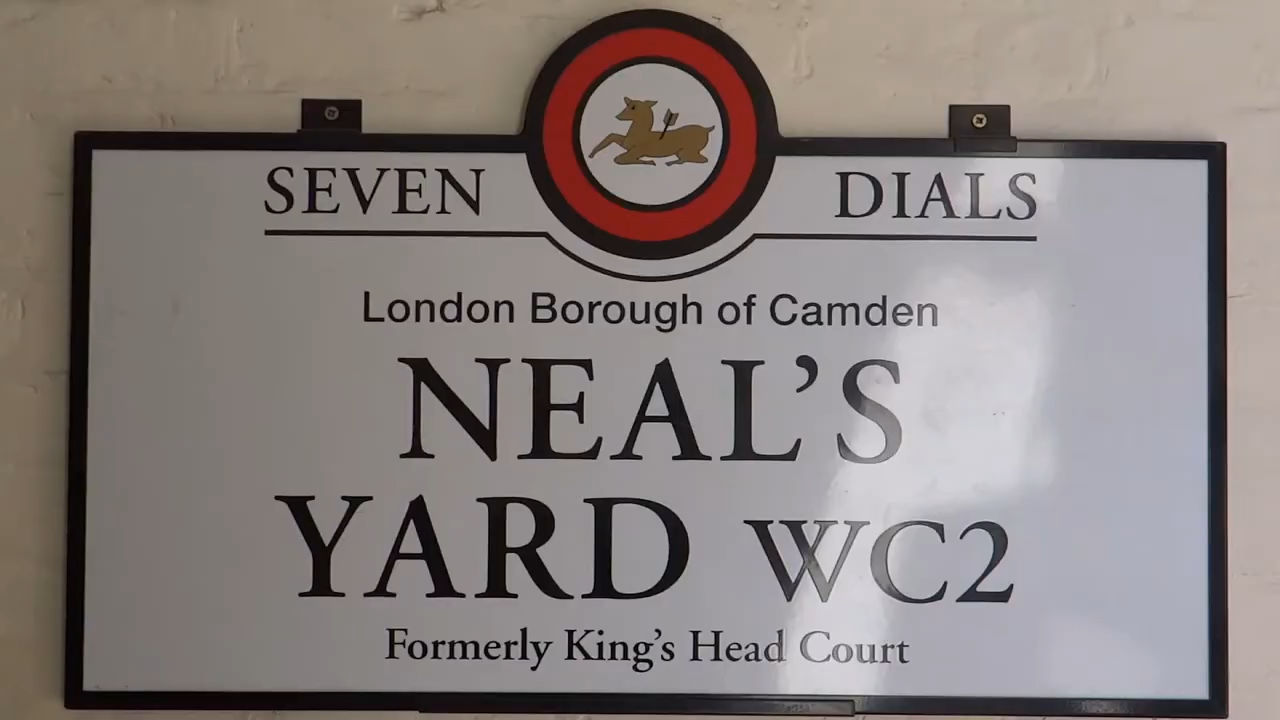 SEVEN DIALS
London Borough of Camden
NEAL’S
YARD WC2
Formerly King’s Head Court